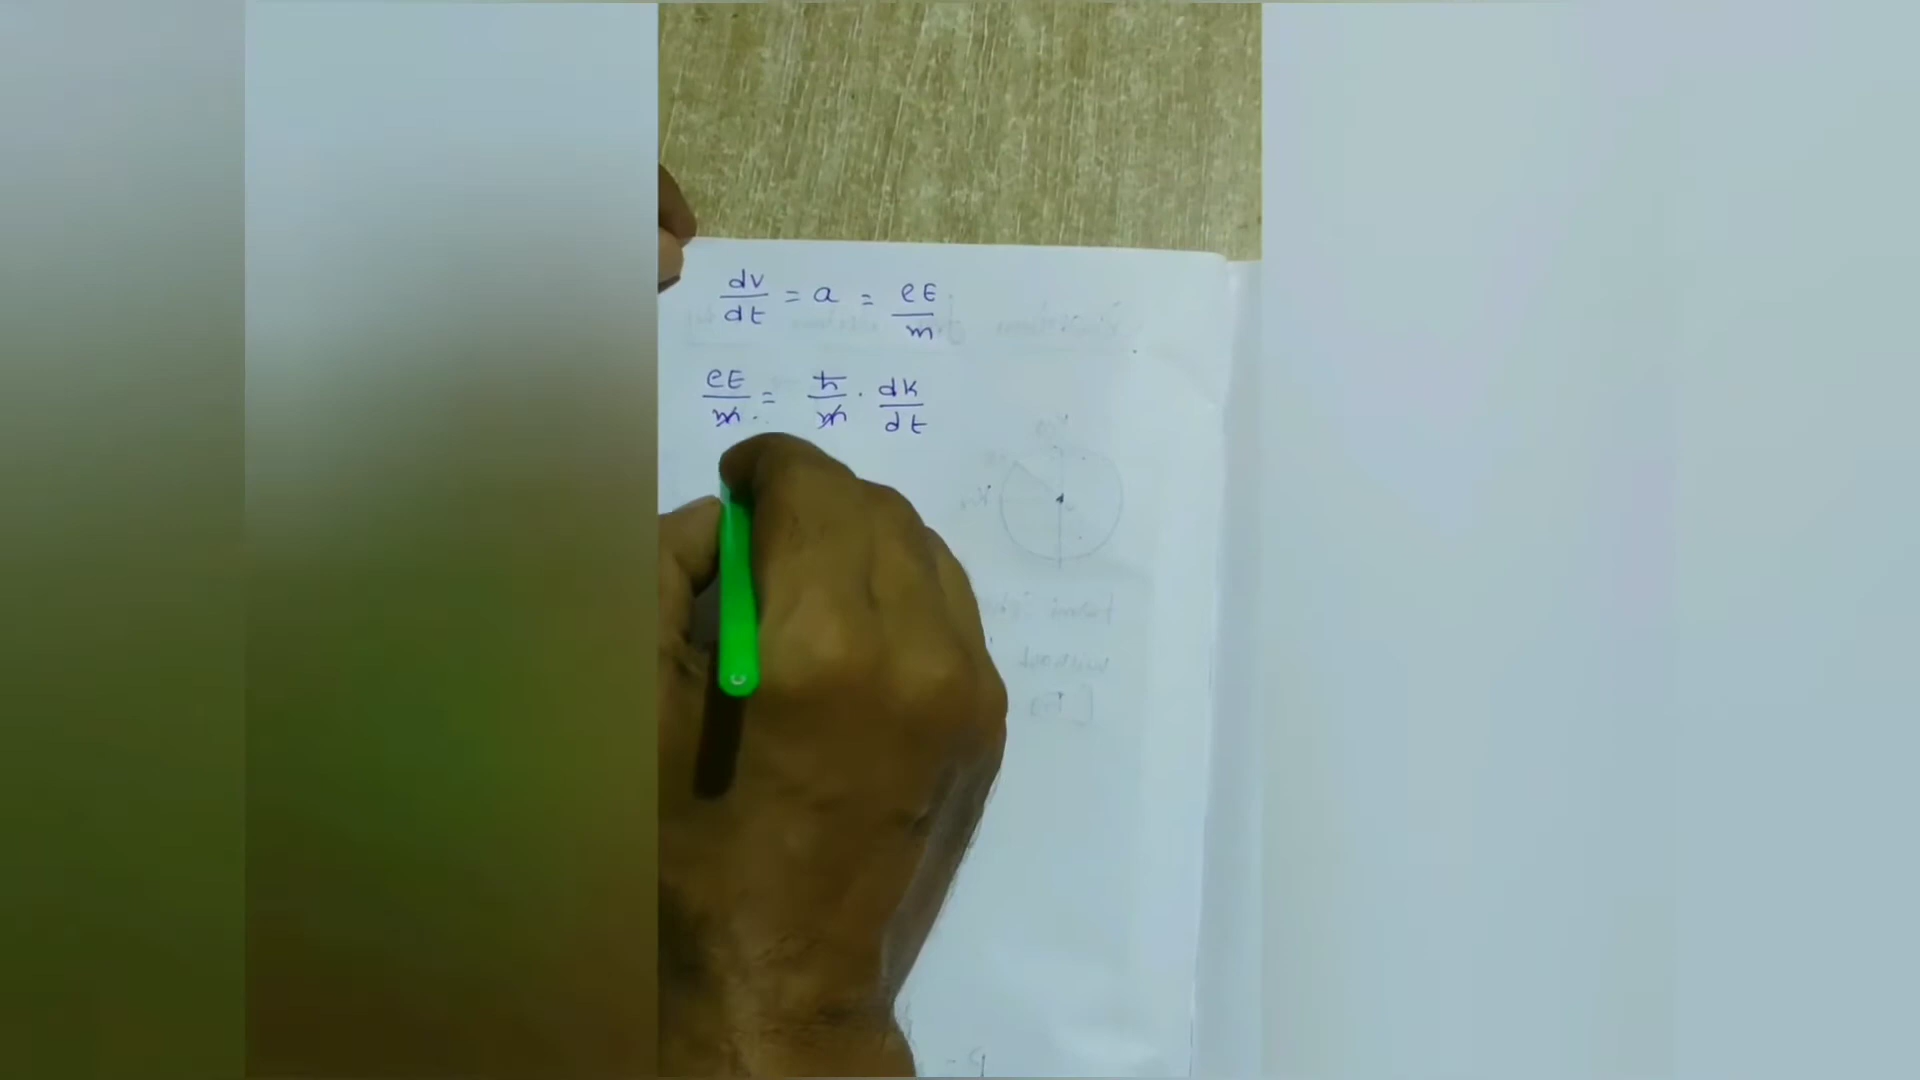 dv/dt = a = eE/m
eE/m = ħ/m · dk/dt